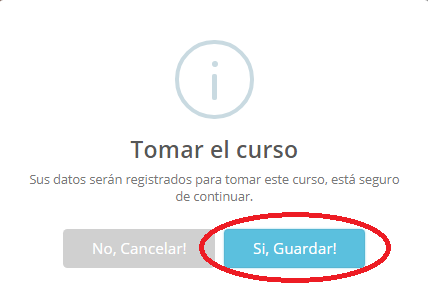 Tomar el curso
Sus datos serán registrados para tomar este curso, está seguro
de continuar.
No, Cancelar!
Si, Guardar!